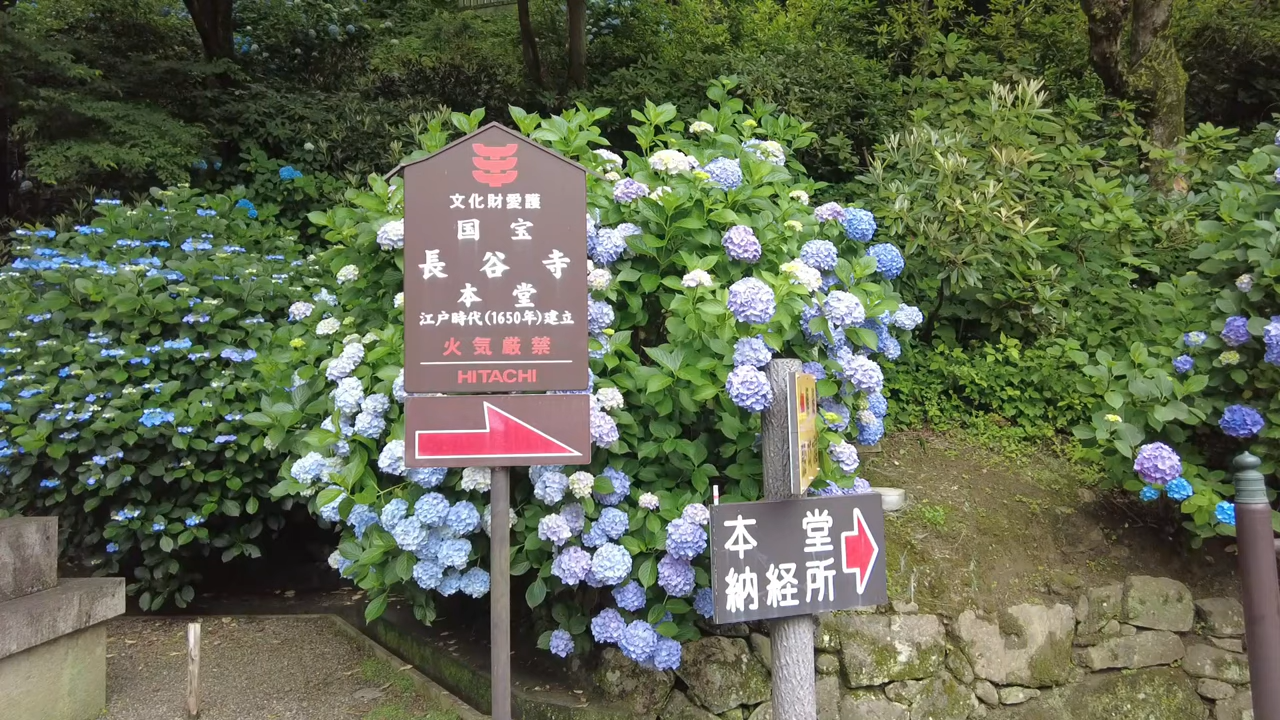 文化財愛護
国宝
長谷寺
本堂
江戸時代(1650年)建立
火気厳禁
HITACHI
本堂
納経所